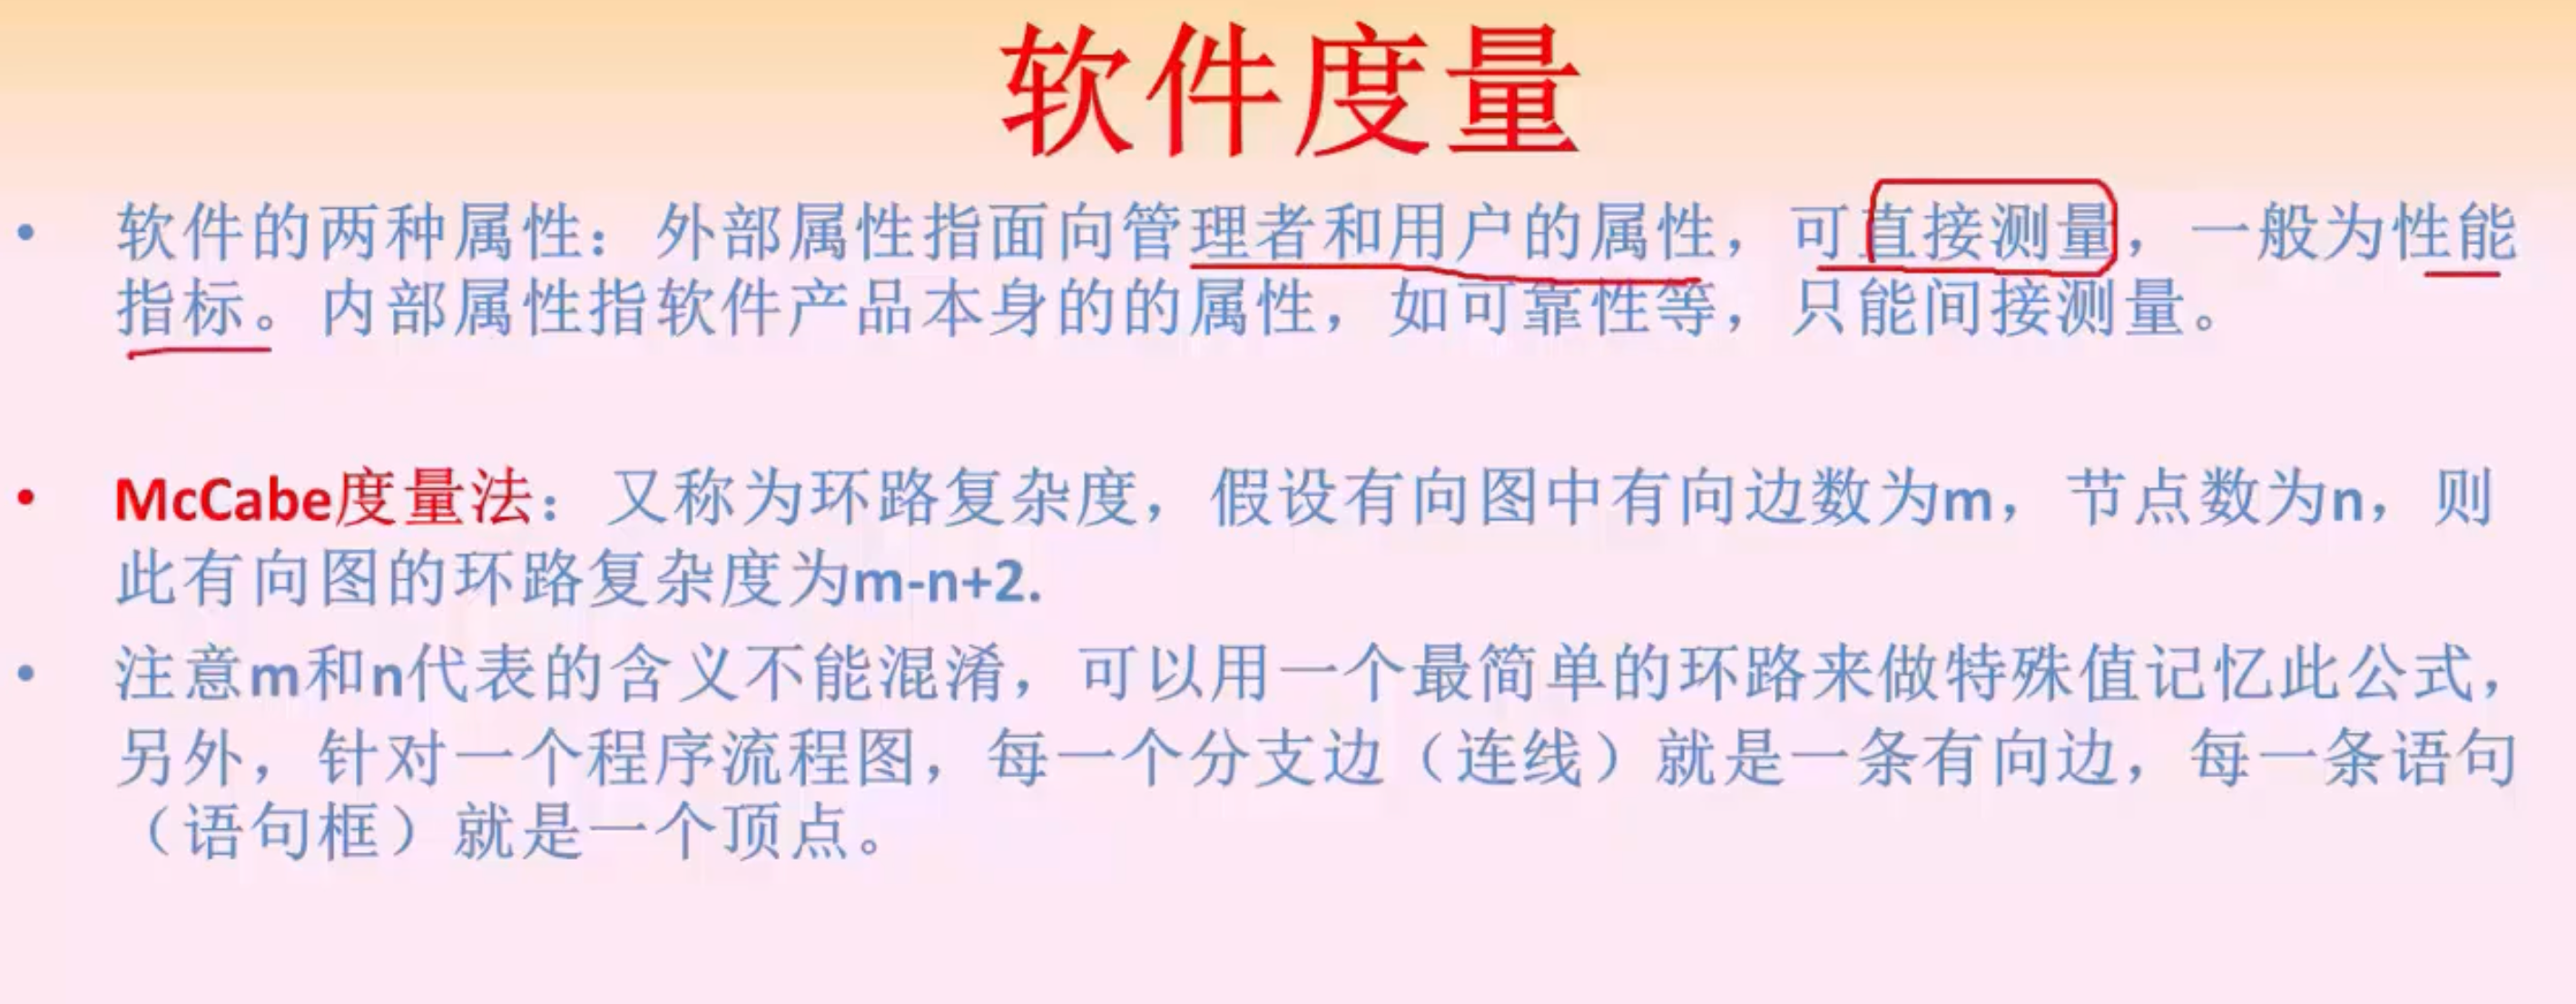 软件度量
• 软件的两种属性：外部属性指面向管理者和用户的属性，可直接测量，一般为性能
指标。内部属性指软件产品本身的的属性，如可靠性等，只能间接测量。
• McCabe度量法：又称为环路复杂度，假设有向图中有向边数为m，节点数为n，则
此有向图的环路复杂度为m-n+2.
• 注意m和n代表的含义不能混淆，可以用一个最简单的环路来做特殊值记忆此公式，
另外，针对一个程序流程图，每一个分支边（连线）就是一条有向边，每一条语句
（语句框）就是一个顶点。